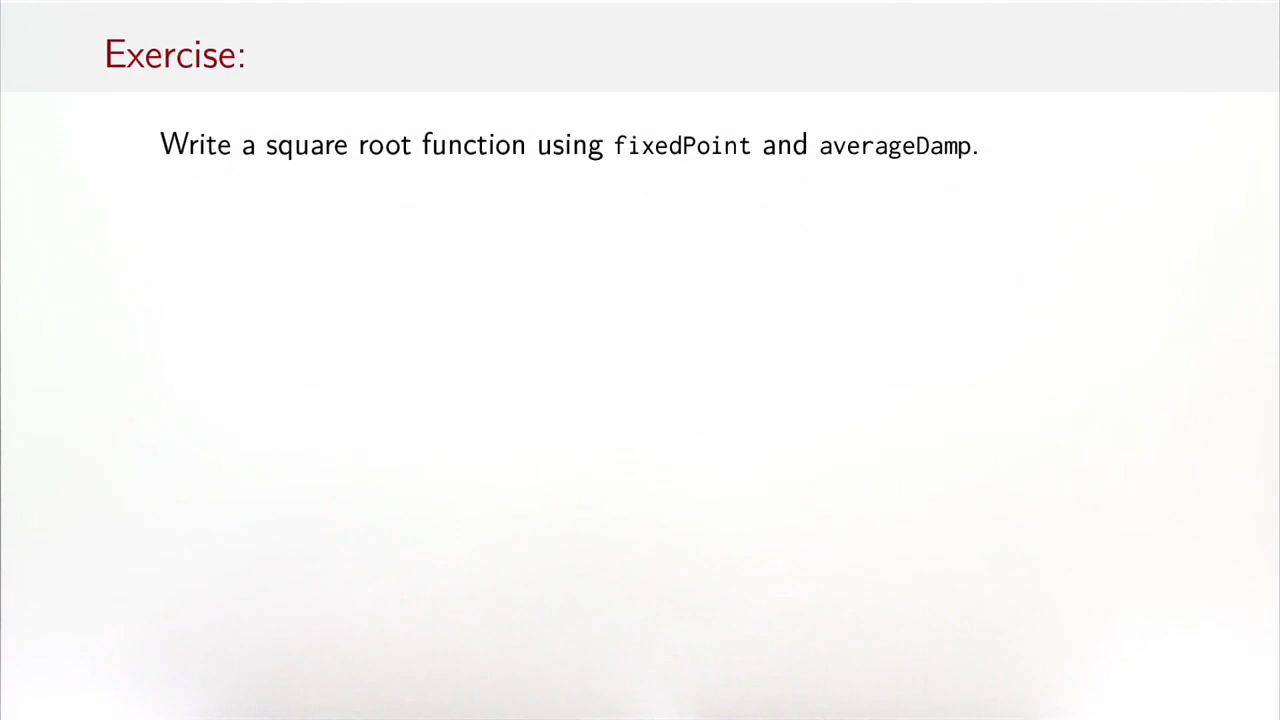 Exercise:
Write a square root function using fixedPoint and averageDamp.